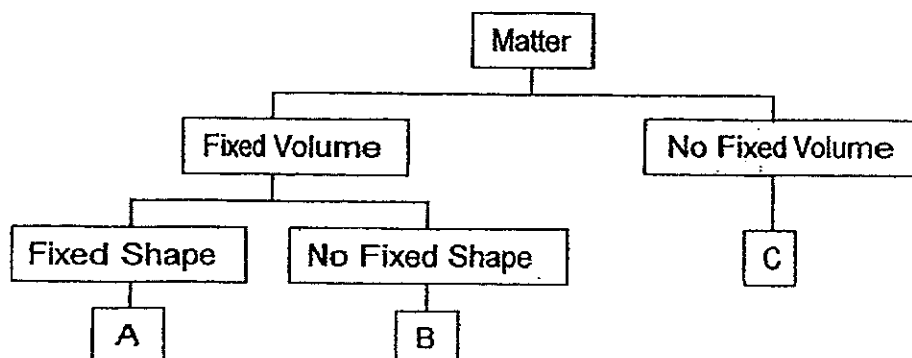 Matter
Fixed Volume
No Fixed Volume
Fixed Shape
No Fixed Shape
C
A
B